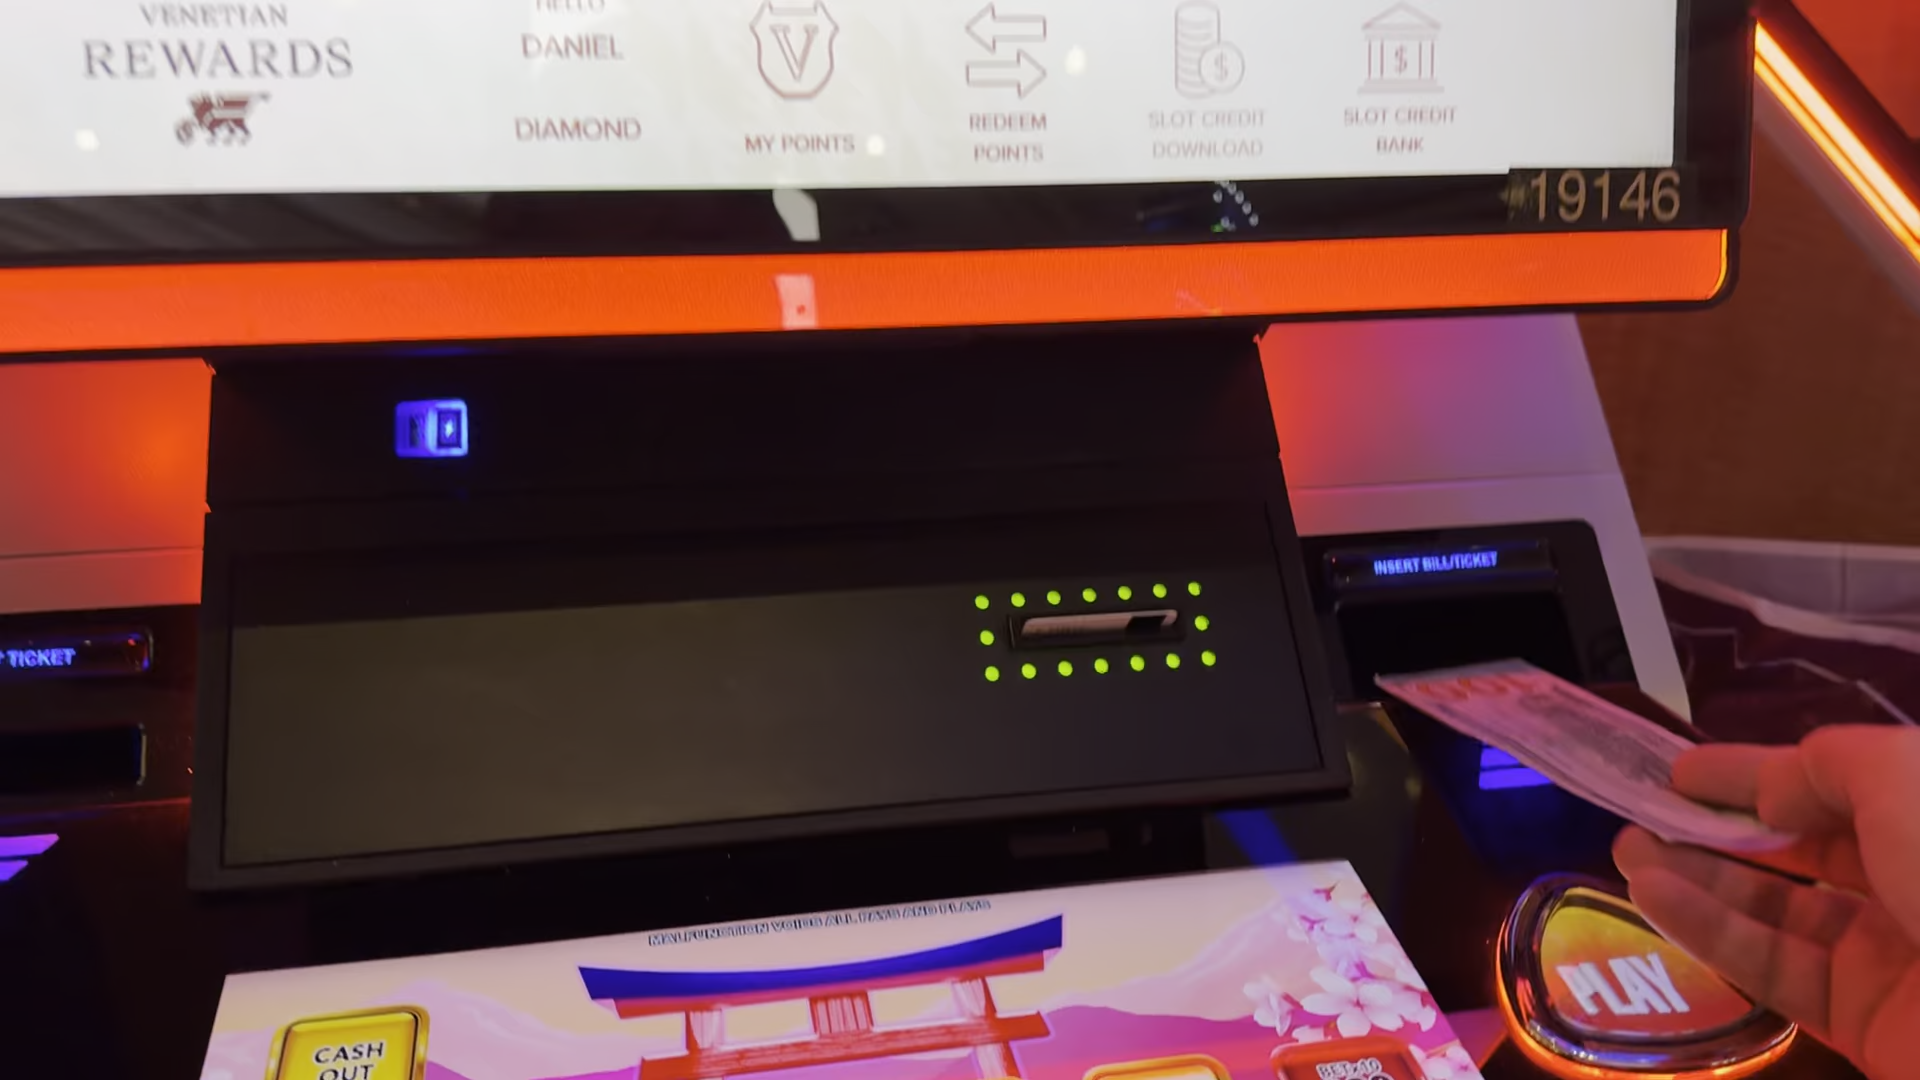 VENETIAN
REWARDS
HELLO
DANIEL
DIAMOND
MY POINTS
REDEEM
POINTS
SLOT CREDIT
DOWNLOAD
SLOT CREDIT
BANK
19146
INSERT BILL/TICKET
TICKET
MALFUNCTION VOIDS ALL PAYS AND PLAYS
CASH
OUT
PLAY